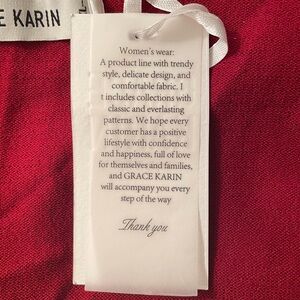 E KARIN
L
Women's wear:
A product line with trendy
style, delicate design, and
comfortable fabric. I
t includes collections with
classic and everlasting
patterns. We hope every
customer has a positive
lifestyle with confidence
and happiness, full of love
for themselves and families,
and GRACE KARIN
will accompany you every
step of the way
Thank you